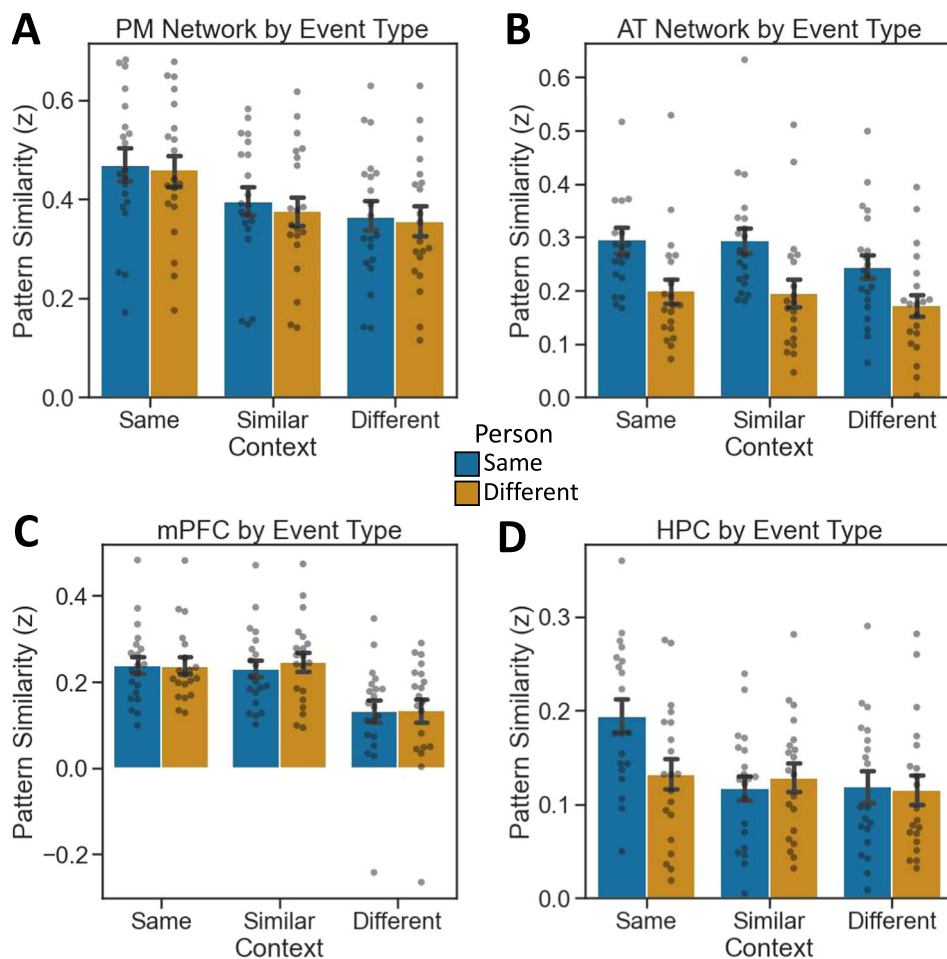 A
PM Network by Event Type
Pattern Similarity (z)
0.6
0.4
0.2
0.0
Same Similar Different
Context
B
AT Network by Event Type
Pattern Similarity (z)
0.6
0.5
0.4
0.3
0.2
0.1
0.0
Same Similar Different
Context
Person
Same
Different
C
mPFC by Event Type
Pattern Similarity (z)
0.4
0.2
0.0
−0.2
Same Similar Different
Context
D
HPC by Event Type
Pattern Similarity (z)
0.3
0.2
0.1
0.0
Same Similar Different
Context